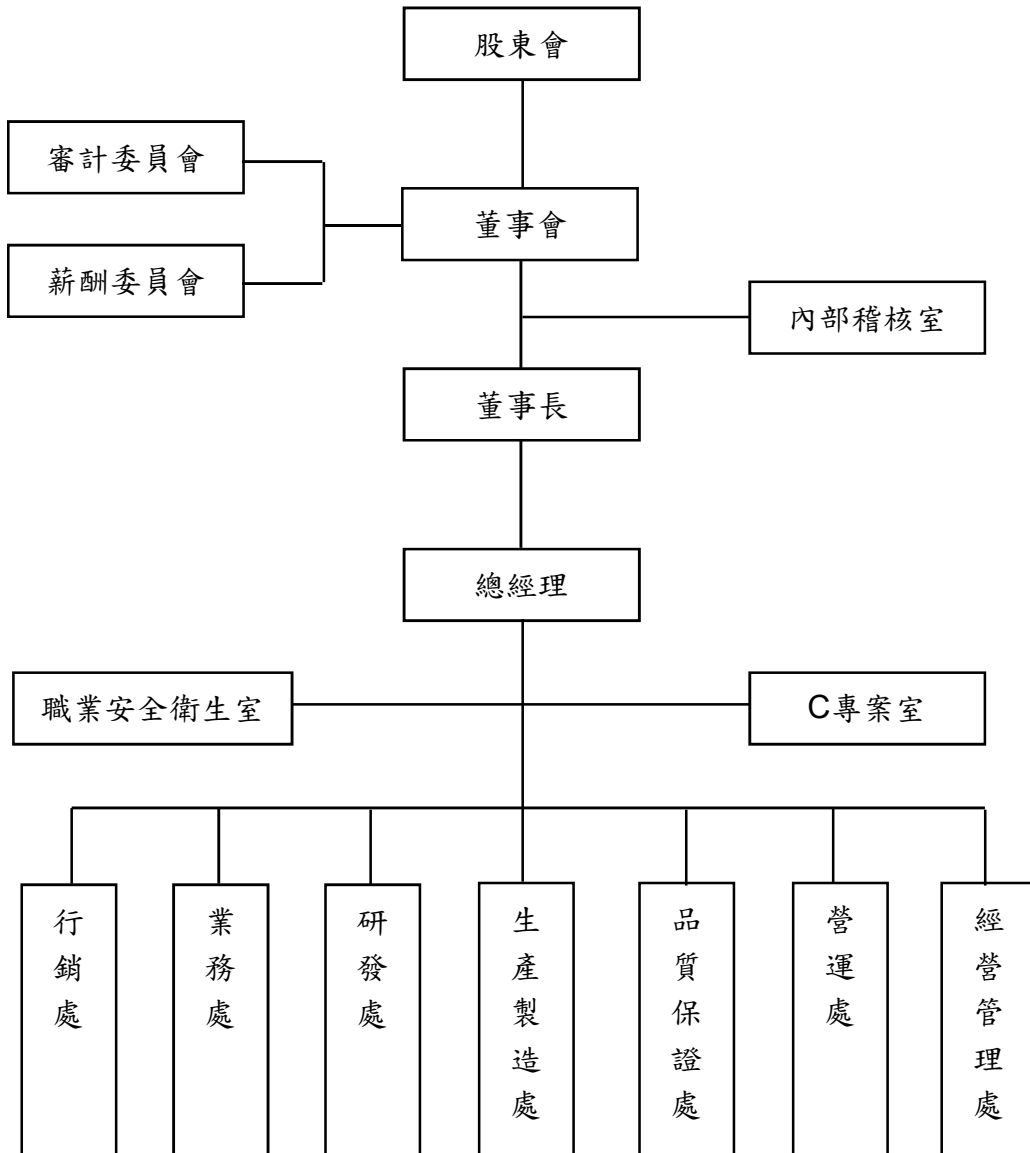 股東會
審計委員會
董事會
薪酬委員會
內部稽核室
董事長
總經理
職業安全衛生室
C專案室
行銷處
業務處
研發處
生產製造處
品質保證處
營運處
經營管理處